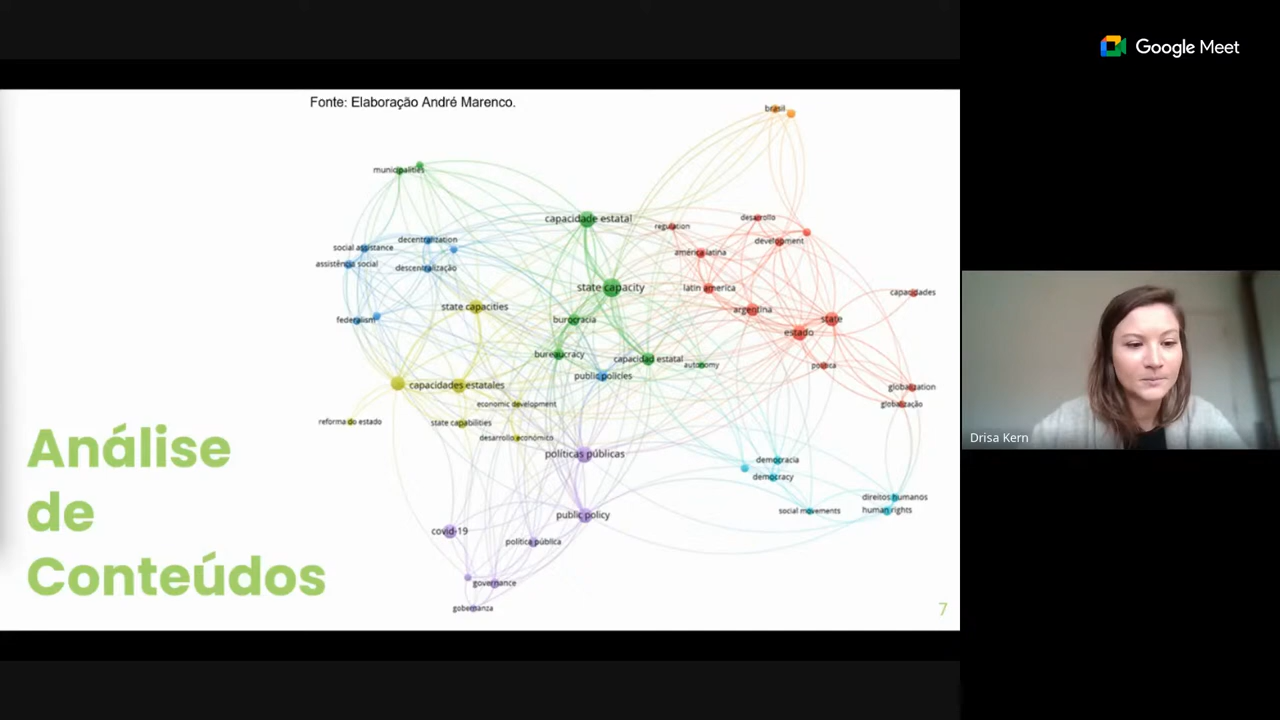 Google Meet
Fonte: Elaboração André Marenco.
brasil
municipalities
capacidade estatal
regulation
desarrollo
development
decentralization
social assistance
assistência social
descentralização
américa latina
latin america
state capacity
state capacities
capacidades
argentina
federalism
burocracia
state
estado
bureaucracy
capacidad estatal
autonomy
política
public policies
capacidades estatales
globalization
globalização
economic development
reforma do estado
state capabilities
desarrollo económico
políticas públicas
democracia
democracy
direitos humanos
human rights
social movements
public policy
covid-19
política pública
governance
gobernanza
Análise
de
Conteúdos
7
Drisa Kern